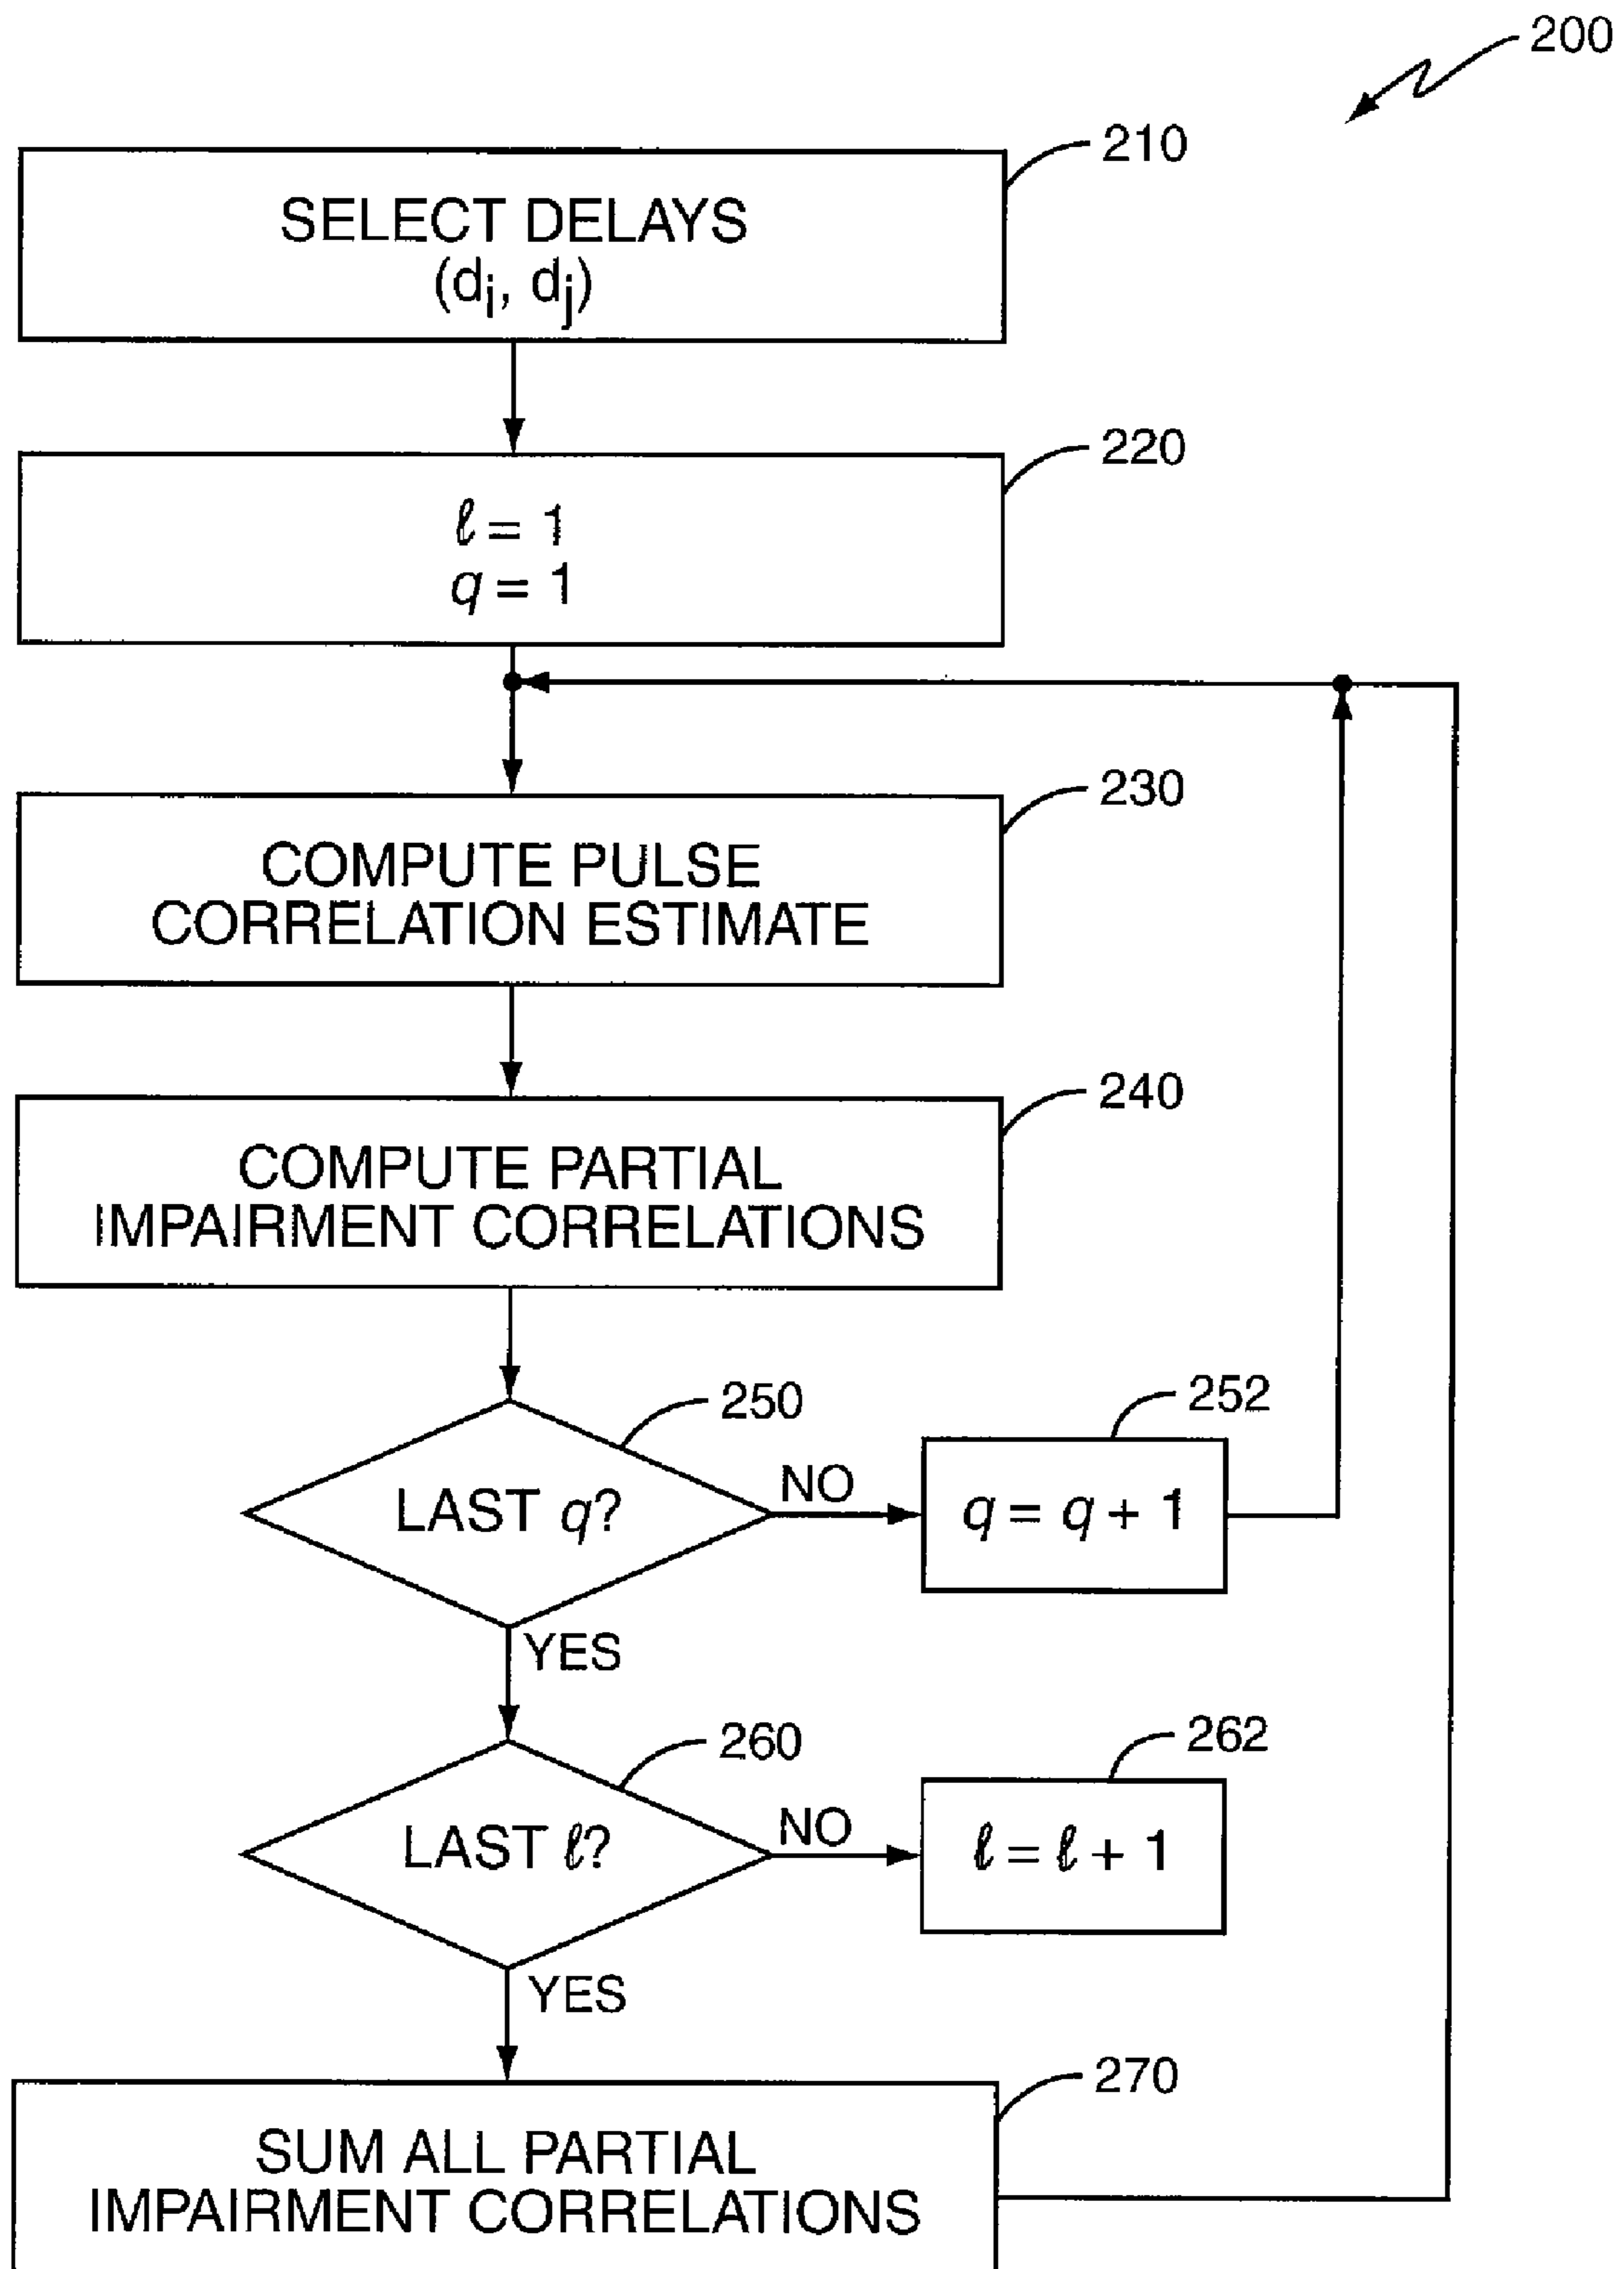 200
210
SELECT DELAYS
(di, dj)
220
ℓ = 1
q = 1
230
COMPUTE PULSE
CORRELATION ESTIMATE
240
COMPUTE PARTIAL
IMPAIRMENT CORRELATIONS
250
LAST q?
NO
252
q = q + 1
YES
260
LAST ℓ?
NO
262
ℓ = ℓ + 1
YES
270
SUM ALL PARTIAL
IMPAIRMENT CORRELATIONS